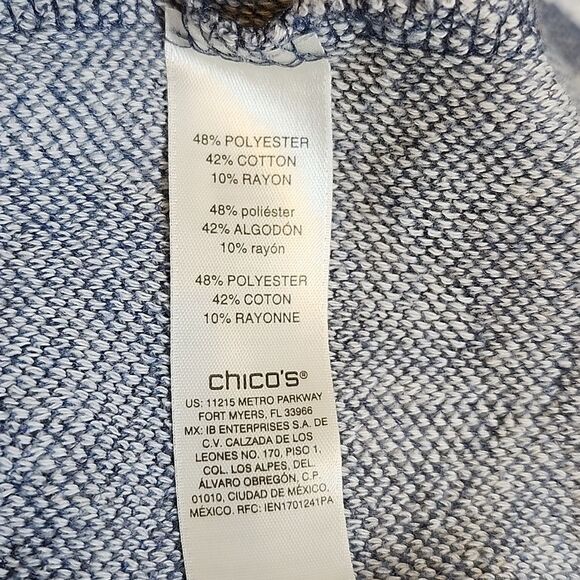 48% POLYESTER
42% COTTON
10% RAYON
48% poliéster
42% ALGODÓN
10% rayón
48% POLYESTER
42% COTON
10% RAYONNE
chico's®
US: 11215 METRO PARKWAY
FORT MYERS, FL 33966
MX: IB ENTERPRISES S.A. DE
C.V. CALZADA DE LOS
LEONES NO. 170, PISO 1.
COL. LOS ALPES, DEL.
ÁLVARO OBREGÓN, C.P.
01010, CIUDAD DE MÉXICO,
MÉXICO. RFC: IEN1701241PA